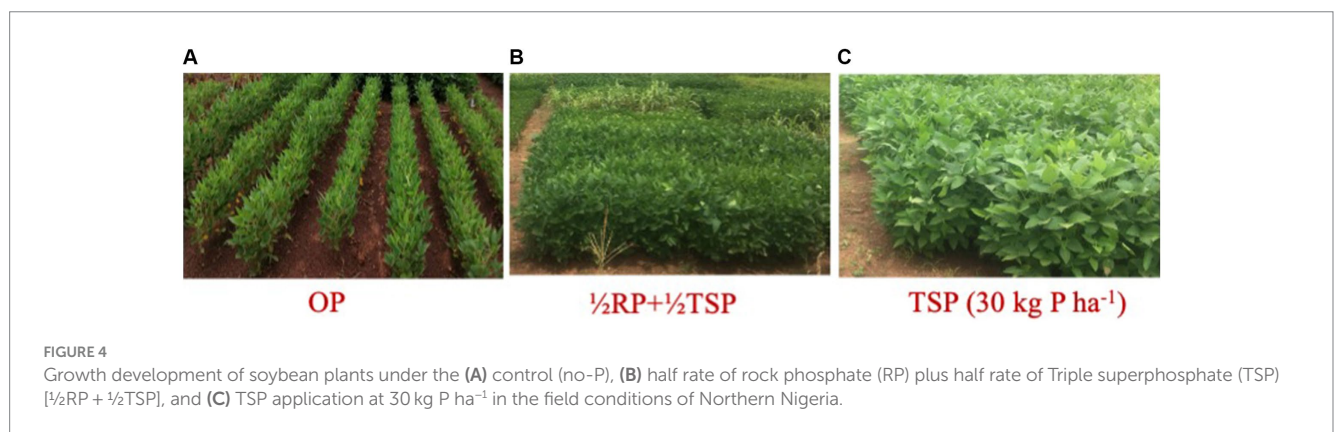 A B C
OP ½RP+½TSP TSP (30 kg P ha⁻¹)
FIGURE 4
Growth development of soybean plants under the (A) control (no-P), (B) half rate of rock phosphate (RP) plus half rate of Triple superphosphate (TSP)
[½RP + ½TSP], and (C) TSP application at 30 kg P ha⁻¹ in the field conditions of Northern Nigeria.